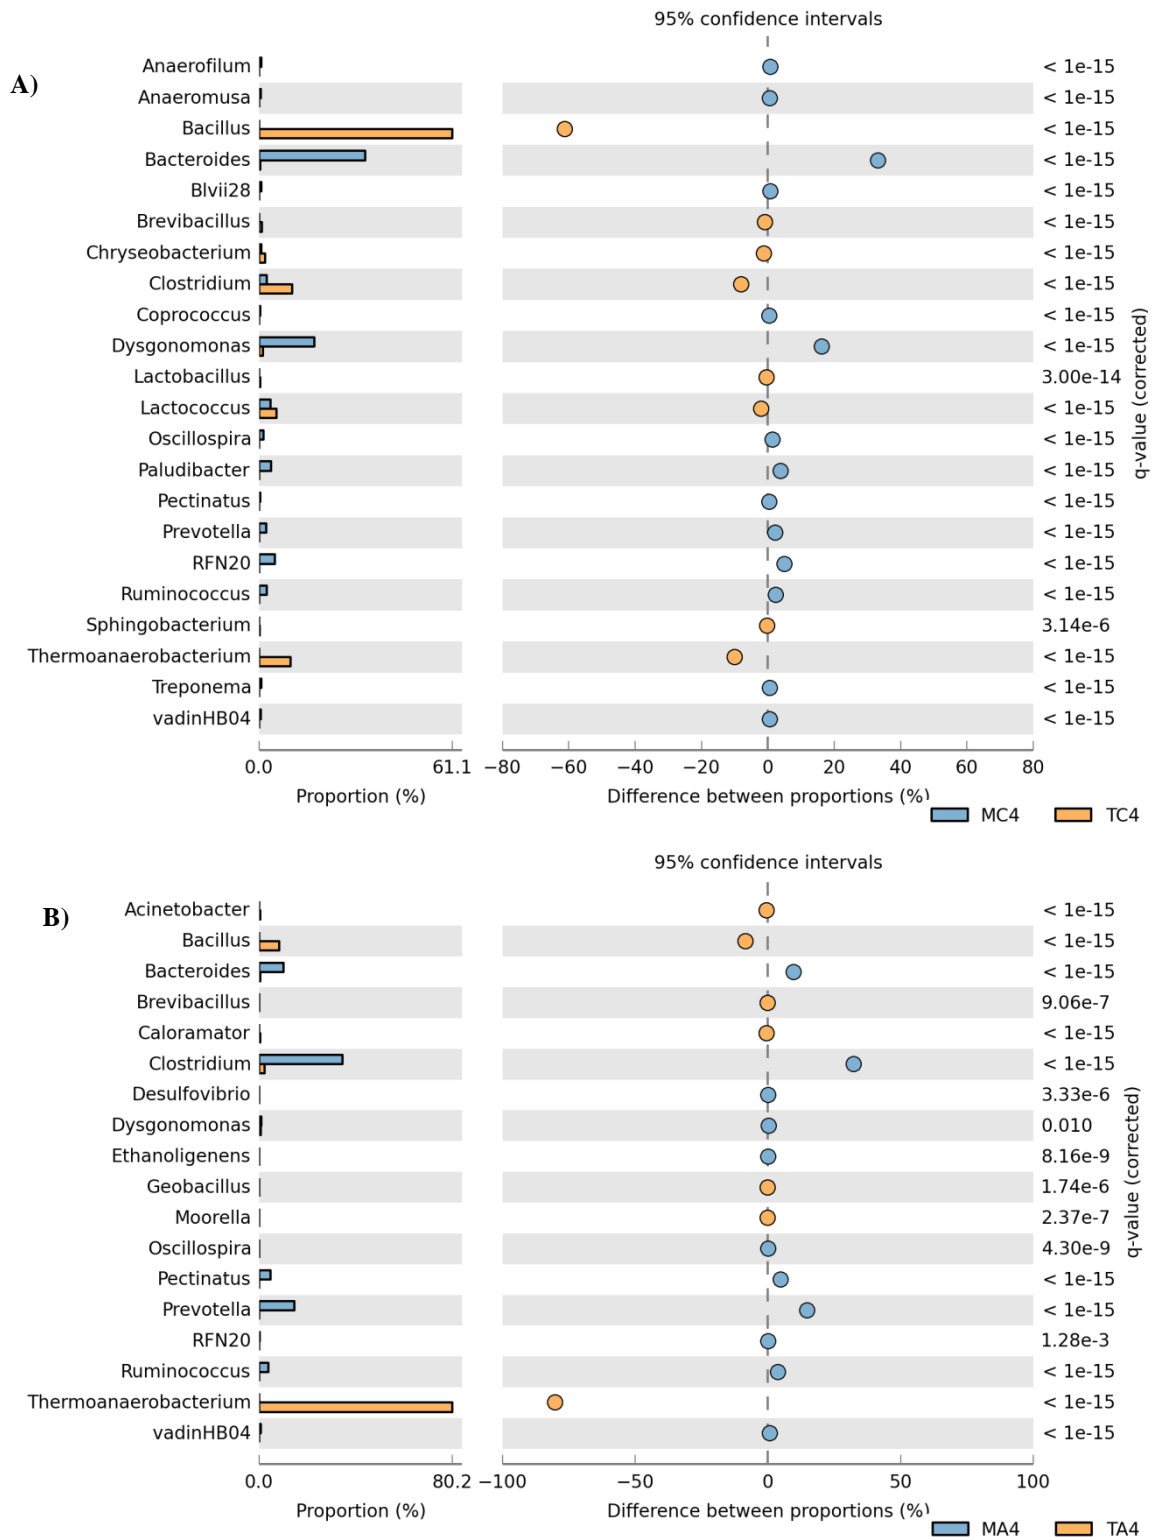 95% confidence intervals
A)
Anaerofilum < 1e-15
Anaeromusa < 1e-15
Bacillus < 1e-15
Bacteroides < 1e-15
Blvii28 < 1e-15
Brevibacillus < 1e-15
Chryseobacterium < 1e-15
Clostridium < 1e-15
Coprococcus < 1e-15
Dysgonomonas < 1e-15
Lactobacillus 3.00e-14
Lactococcus < 1e-15
Oscillospira < 1e-15
Paludibacter < 1e-15
Pectinatus < 1e-15
Prevotella < 1e-15
RFN20 < 1e-15
Ruminococcus < 1e-15
Sphingobacterium 3.14e-6
Thermoanaerobacterium < 1e-15
Treponema < 1e-15
vadinHB04 < 1e-15
q-value (corrected)
0.0 61.1 −80 −60 −40 −20 0 20 40 60 80
Proportion (%) Difference between proportions (%)
MC4 TC4
95% confidence intervals
B)
Acinetobacter < 1e-15
Bacillus < 1e-15
Bacteroides < 1e-15
Brevibacillus 9.06e-7
Caloramator < 1e-15
Clostridium < 1e-15
Desulfovibrio 3.33e-6
Dysgonomonas 0.010
Ethanoligenens 8.16e-9
Geobacillus 1.74e-6
Moorella 2.37e-7
Oscillospira 4.30e-9
Pectinatus < 1e-15
Prevotella < 1e-15
RFN20 1.28e-3
Ruminococcus < 1e-15
Thermoanaerobacterium < 1e-15
vadinHB04 < 1e-15
q-value (corrected)
0.0 80.2 −100 −50 0 50 100
Proportion (%) Difference between proportions (%)
MA4 TA4